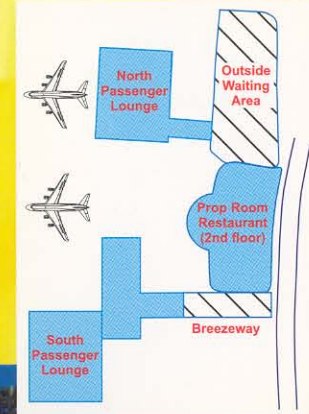 North
Passenger
Lounge
Outside
Waiting
Area
Prop Room
Restaurant
(2nd floor)
Breezeway
South
Passenger
Lounge